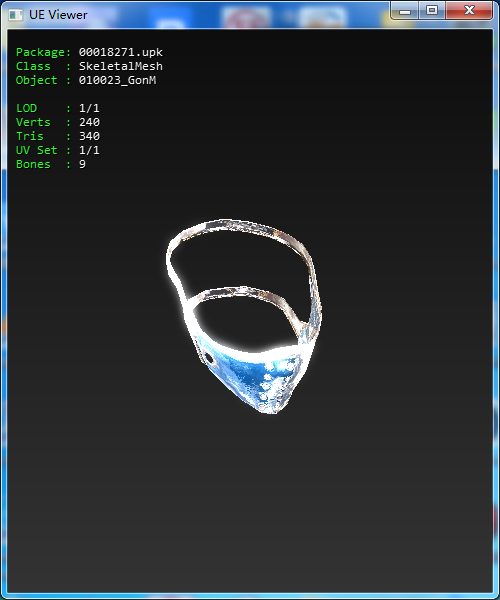 UE Viewer
Package: 00018271.upk
Class : SkeletalMesh
Object : 010023_GonM
LOD : 1/1
Verts : 240
Tris : 340
UV Set : 1/1
Bones : 9